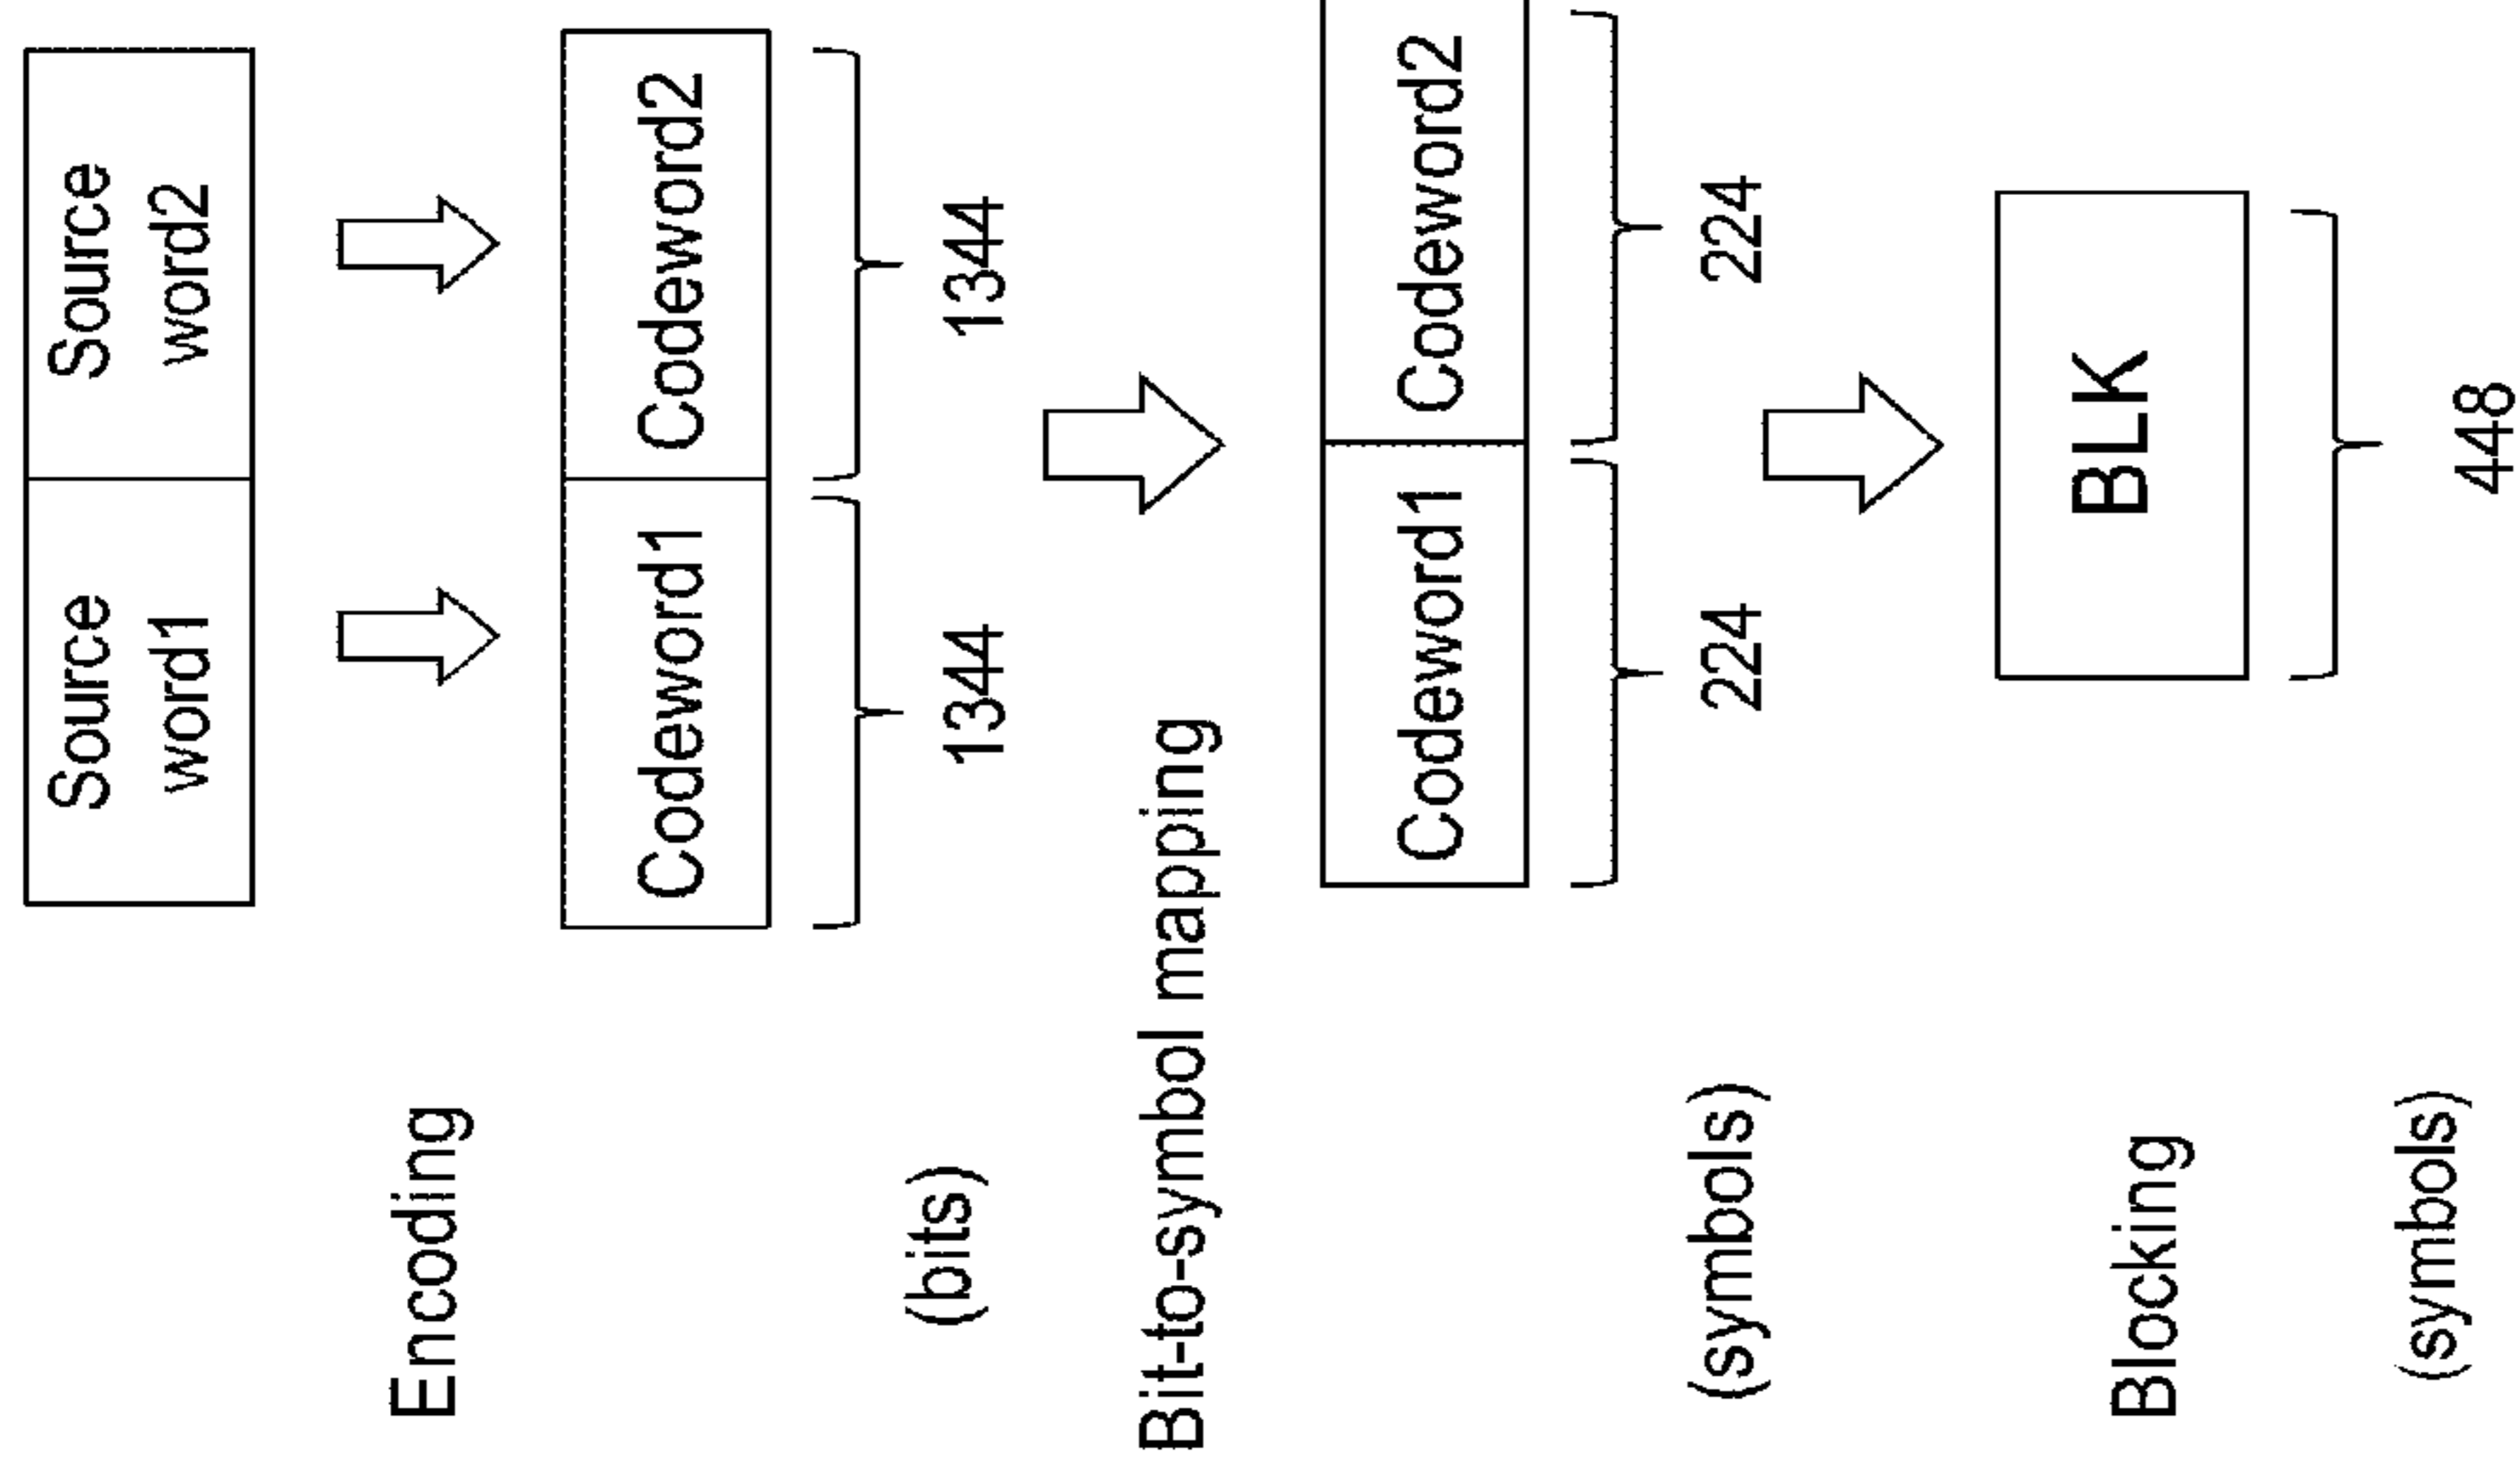 Source
word1
Source
word2
Encoding
Codeword1
Codeword2
(bits)
1344
1344
Bit-to-symbol mapping
Codeword1
Codeword2
(symbols)
224
224
Blocking
BLK
(symbols)
448